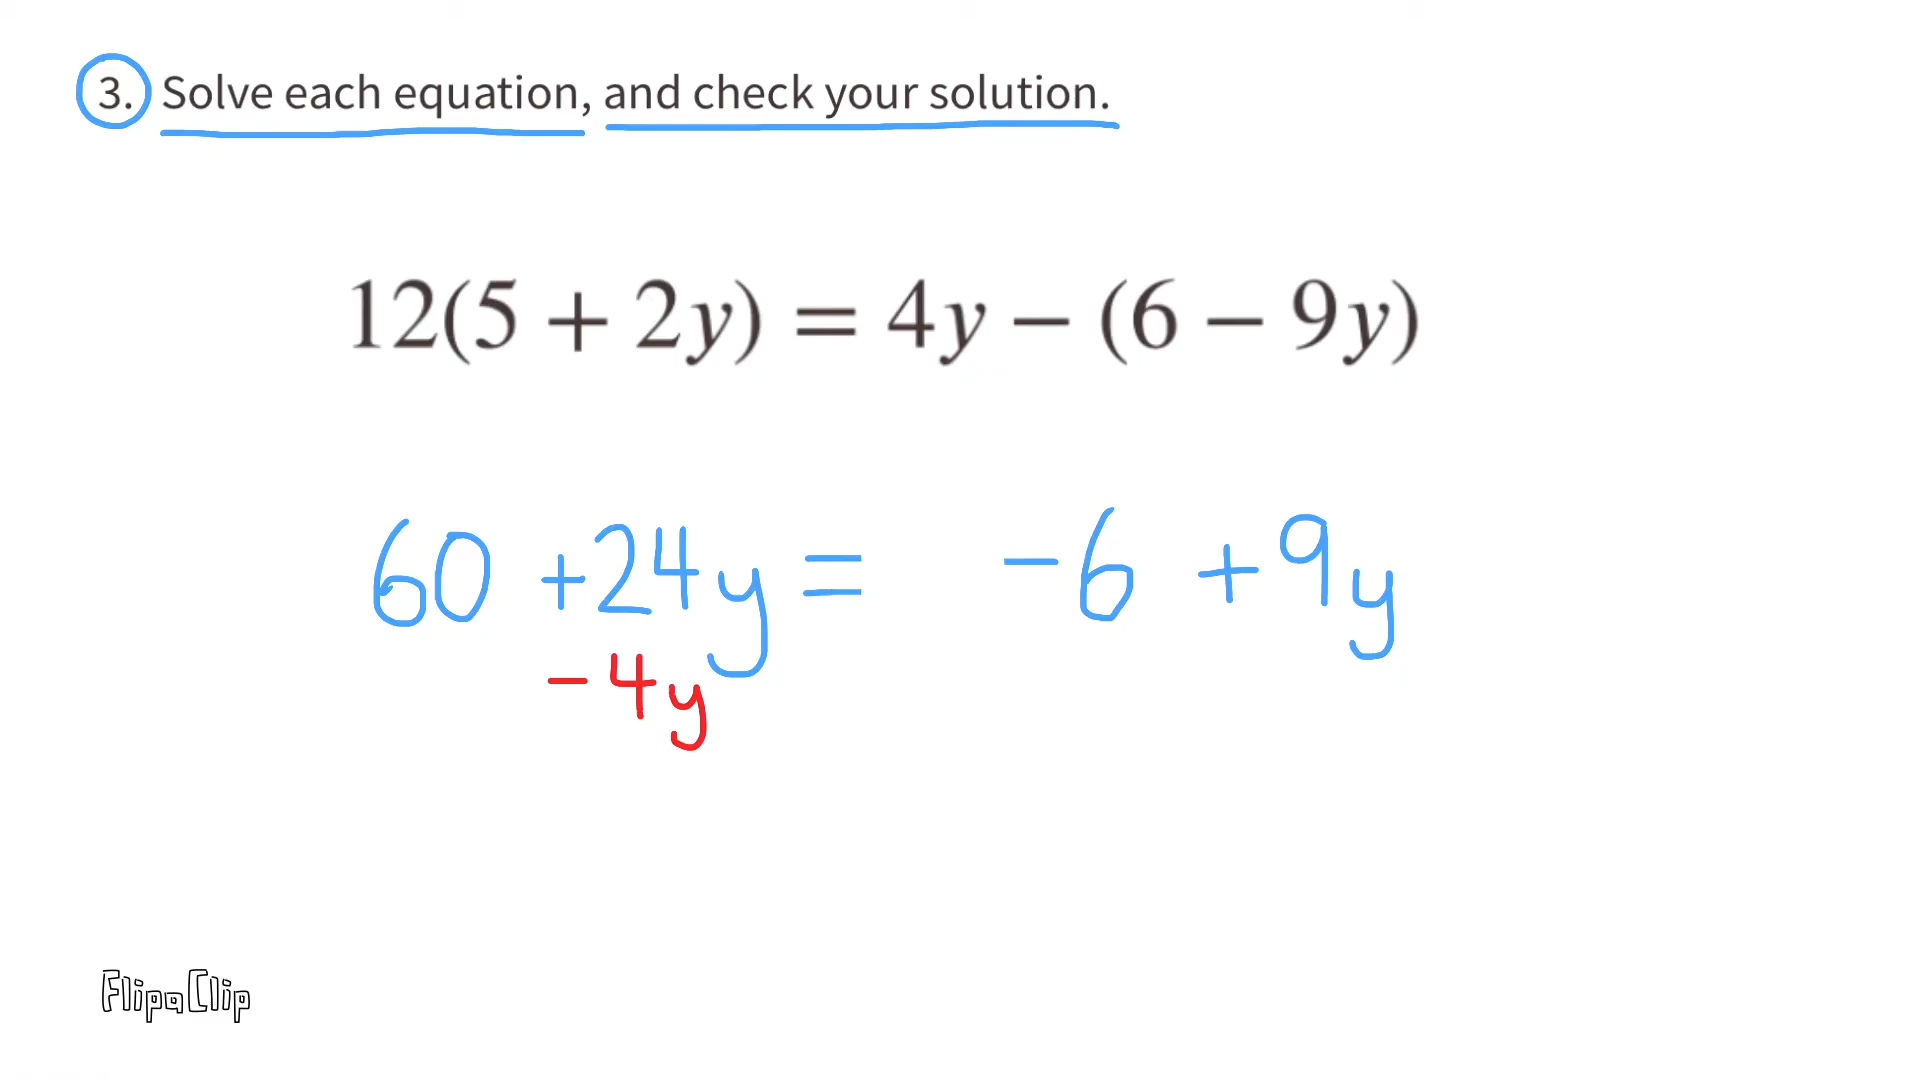 3. Solve each equation, and check your solution.
12(5 + 2y) = 4y − (6 − 9y)
60 +24y = -6 +9y
-4y
FlipaClip